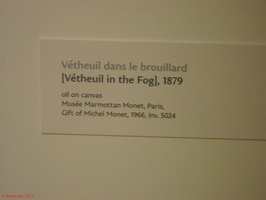 Vétheuil dans le brouillard
[Vétheuil in the Fog], 1879
oil on canvas
Musée Marmottan Monet, Paris,
Gift of Michel Monet, 1966, Inv. 5024